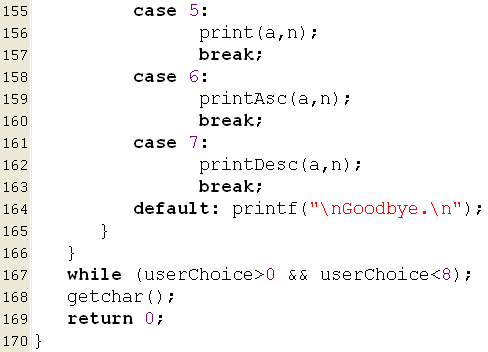 155 case 5:
156 print(a,n);
157 break;
158 case 6:
159 printAsc(a,n);
160 break;
161 case 7:
162 printDesc(a,n);
163 break;
164 default: printf("\nGoodbye.\n");
165 }
166 }
167 while (userChoice>0 && userChoice<8);
168 getchar();
169 return 0;
170 }